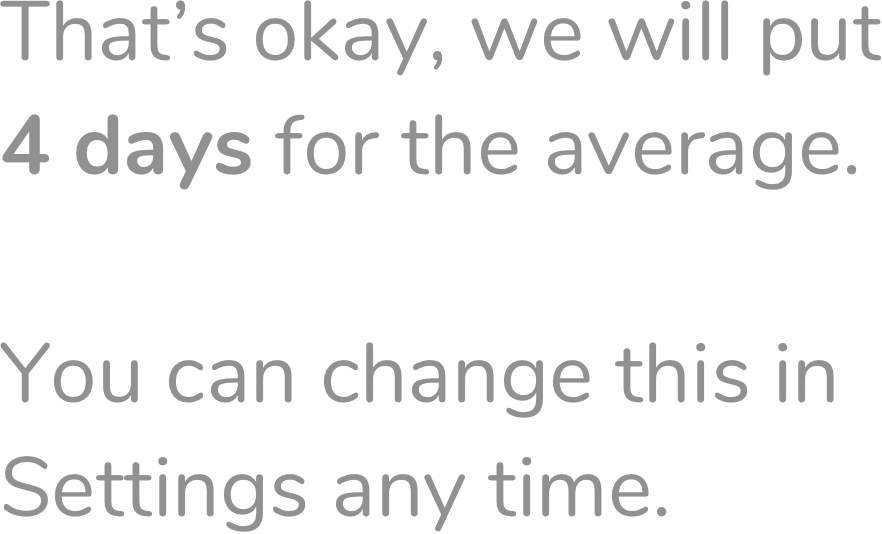 That’s okay, we will put
4 days for the average.
You can change this in
Settings any time.